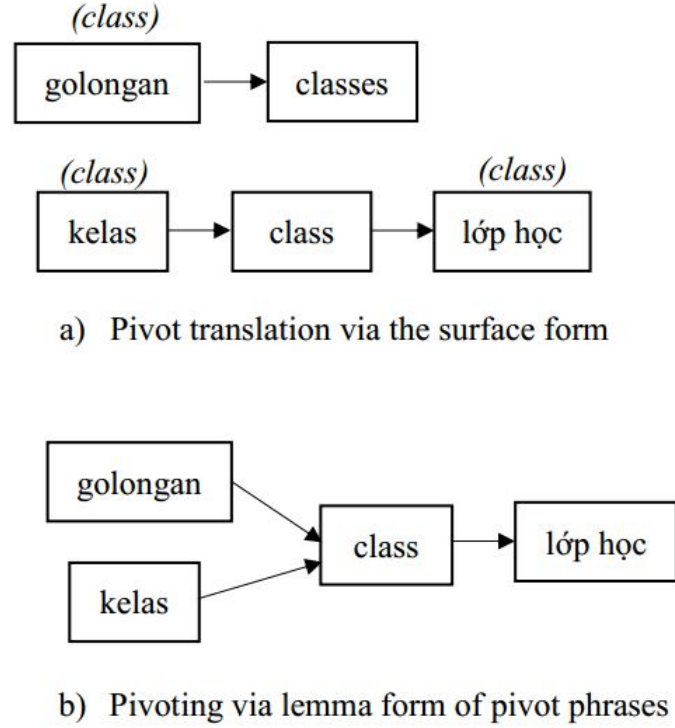 (class)
golongan classes
(class) (class)
kelas class lớp học
a) Pivot translation via the surface form
golongan
class lớp học
kelas
b) Pivoting via lemma form of pivot phrases